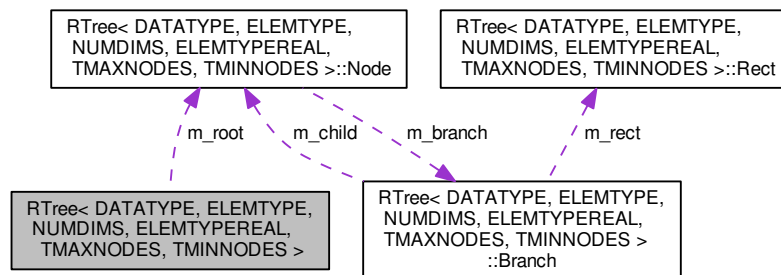 RTree< DATATYPE, ELEMTYPE,
NUMDIMS, ELEMTYPEREAL,
TMAXNODES, TMINNODES >::Node
RTree< DATATYPE, ELEMTYPE,
NUMDIMS, ELEMTYPEREAL,
TMAXNODES, TMINNODES >::Rect
m_root
m_child
m_branch
m_rect
RTree< DATATYPE, ELEMTYPE,
NUMDIMS, ELEMTYPEREAL,
TMAXNODES, TMINNODES >
RTree< DATATYPE, ELEMTYPE,
NUMDIMS, ELEMTYPEREAL,
TMAXNODES, TMINNODES >
::Branch